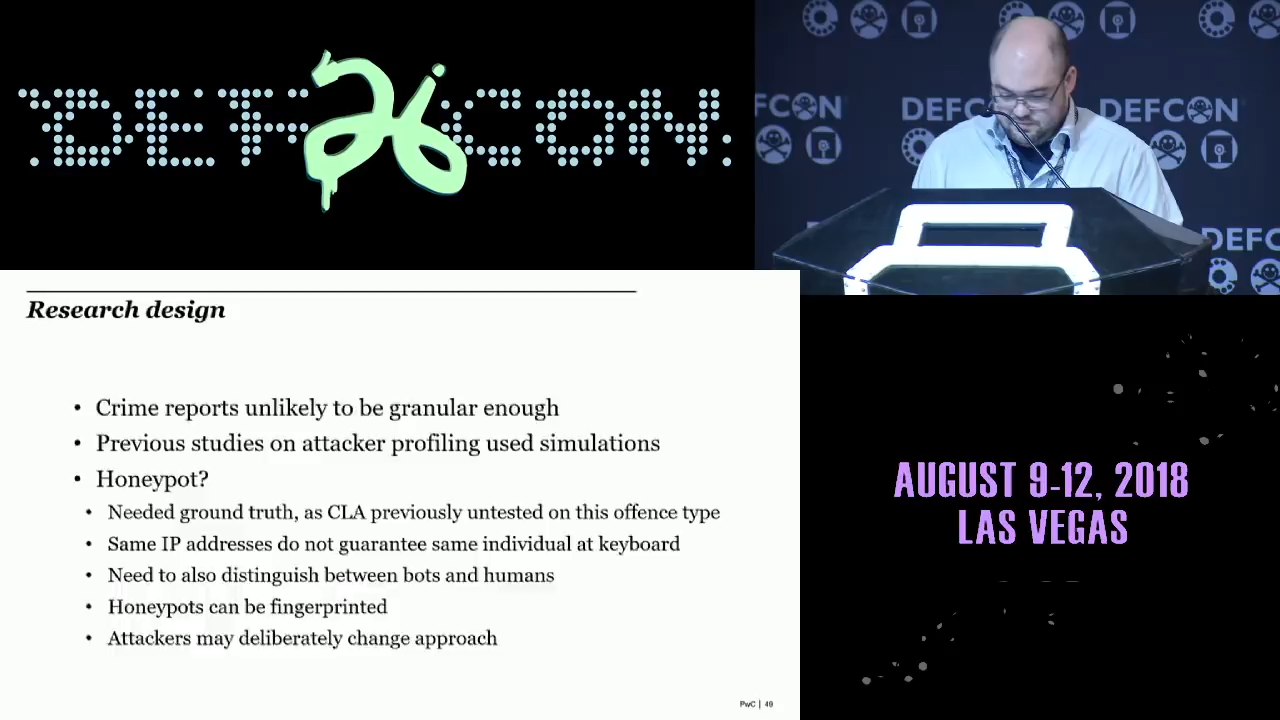 DEF 26 CON
DEFCON
DEFCON
DEFCON
DEFC
Research design
• Crime reports unlikely to be granular enough
• Previous studies on attacker profiling used simulations
• Honeypot?
• Needed ground truth, as CLA previously untested on this offence type
• Same IP addresses do not guarantee same individual at keyboard
• Need to also distinguish between bots and humans
• Honeypots can be fingerprinted
• Attackers may deliberately change approach
PwC | 49
AUGUST 9-12, 2018
LAS VEGAS